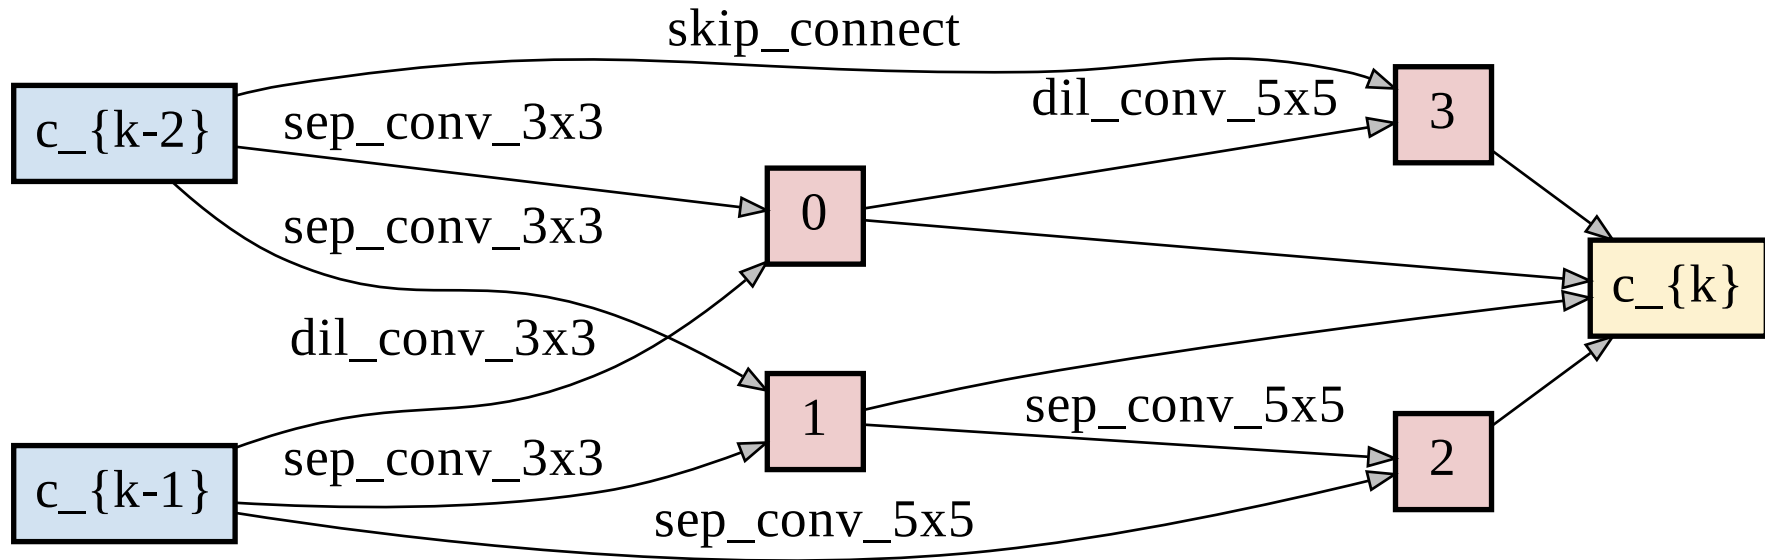 skip_connect
c_{k-2}
sep_conv_3x3
dil_conv_5x5
3
sep_conv_3x3
0
c_{k}
dil_conv_3x3
1
sep_conv_5x5
c_{k-1}
sep_conv_3x3
2
sep_conv_5x5